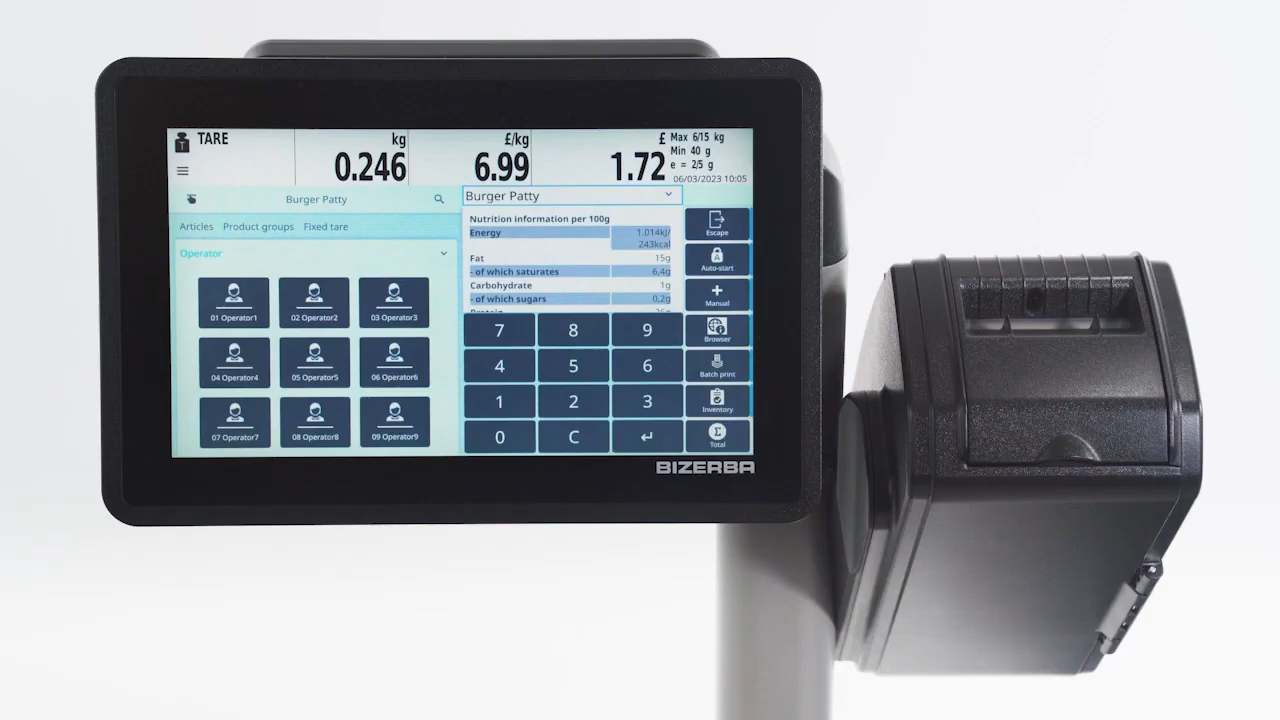 TARE
kg
£/kg
£
Max 6/15 kg
Min 40 g
e = 2/5 g
0.246
6.99
1.72
06/03/2023 10:05
Burger Patty
Burger Patty
Articles Product groups Fixed tare
Operator
01 Operator1
02 Operator2
03 Operator3
04 Operator4
05 Operator5
06 Operator6
07 Operator7
08 Operator8
09 Operator9
Nutrition information per 100g
Energy 1.014kJ/
243kcal
Fat 15g
- of which saturates 6,4g
Carbohydrate 1g
- of which sugars 0,2g
7 8 9
4 5 6
1 2 3
0 C
Escape
Auto-start
Manual
Browser
Batch print
Inventory
Total
BIZERBA